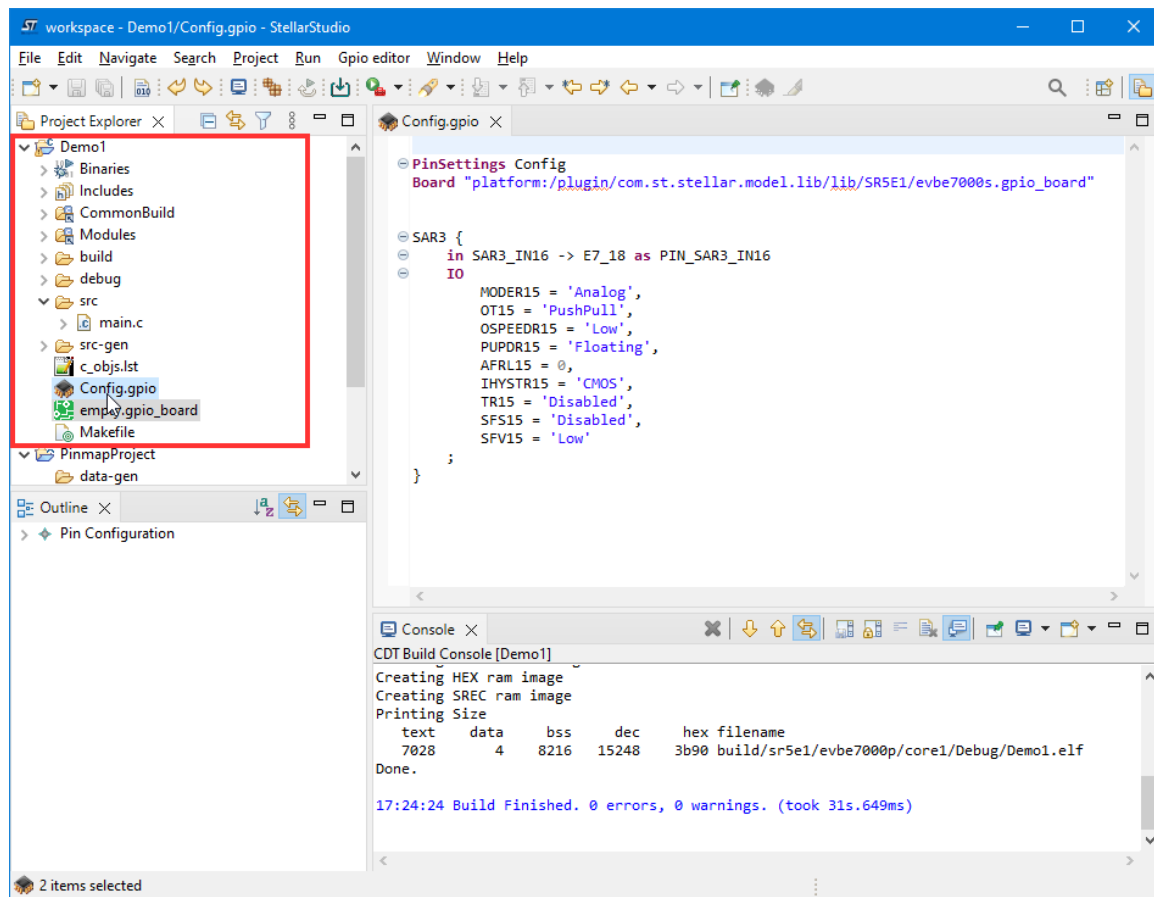 workspace - Demo1/Config.gpio - StellarStudio
File Edit Navigate Search Project Run Gpio editor Window Help
Project Explorer
Demo1
Binaries
Includes
CommonBuild
Modules
build
debug
src
main.c
src-gen
c_objs.lst
Config.gpio
empty.gpio_board
Makefile
PinmapProject
data-gen
Outline
Pin Configuration
Config.gpio
PinSettings Config
Board "platform:/plugin/com.st.stellar.model.lib/lib/SR5E1/evbe7000s.gpio_board"
SAR3 {
in SAR3_IN16 -> E7_18 as PIN_SAR3_IN16
IO
MODER15 = 'Analog',
OT15 = 'PushPull',
OSPEEDR15 = 'Low',
PUPDR15 = 'Floating',
AFRL15 = 0,
IHYSTR15 = 'CMOS',
TR15 = 'Disabled',
SFS15 = 'Disabled',
SFV15 = 'Low'
;
}
Console
CDT Build Console [Demo1]
Creating HEX ram image
Creating SREC ram image
Printing Size
text data bss dec hex filename
7028 4 8216 15248 3b90 build/sr5e1/evbe7000p/core1/Debug/Demo1.elf
Done.
17:24:24 Build Finished. 0 errors, 0 warnings. (took 31s.649ms)
2 items selected